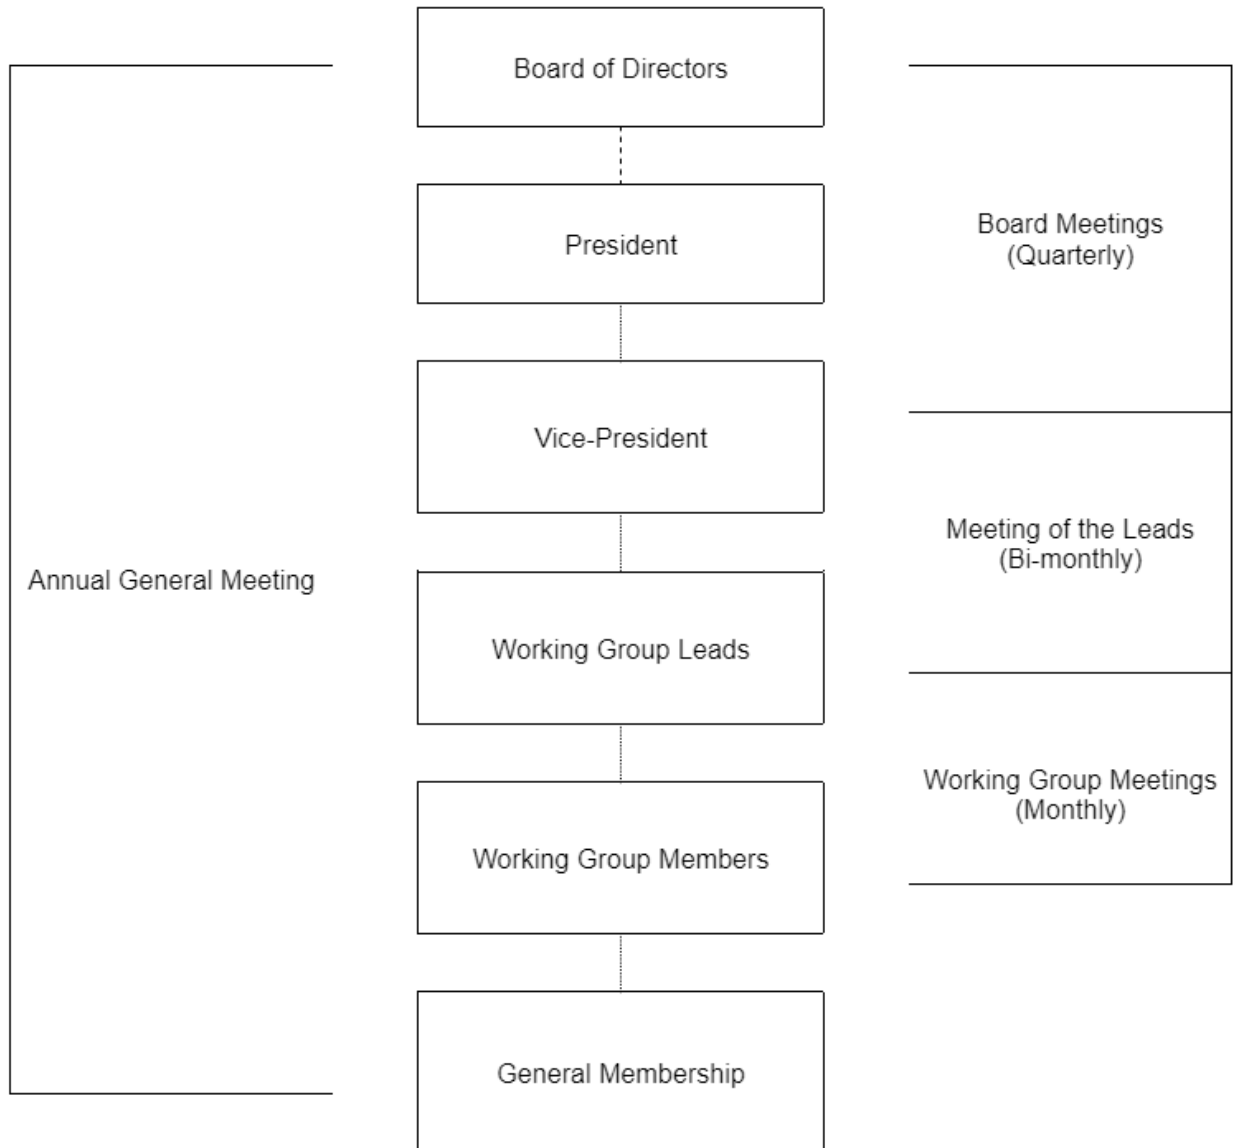 Board of Directors
President
Board Meetings
(Quarterly)
Vice-President
Meeting of the Leads
(Bi-monthly)
Annual General Meeting
Working Group Leads
Working Group Meetings
(Monthly)
Working Group Members
General Membership